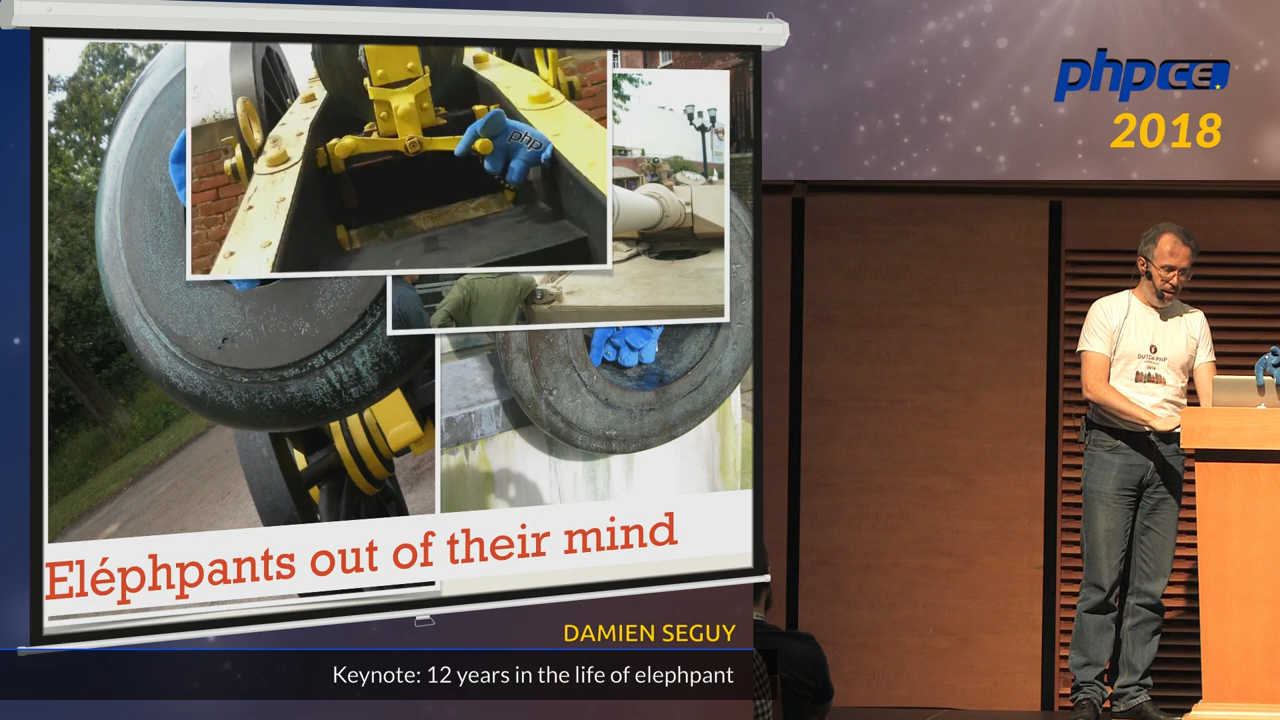 phpce
2018
php
Eléphpants out of their mind
DUTCH PHP
DAMIEN SEGUY
Keynote: 12 years in the life of elephpant